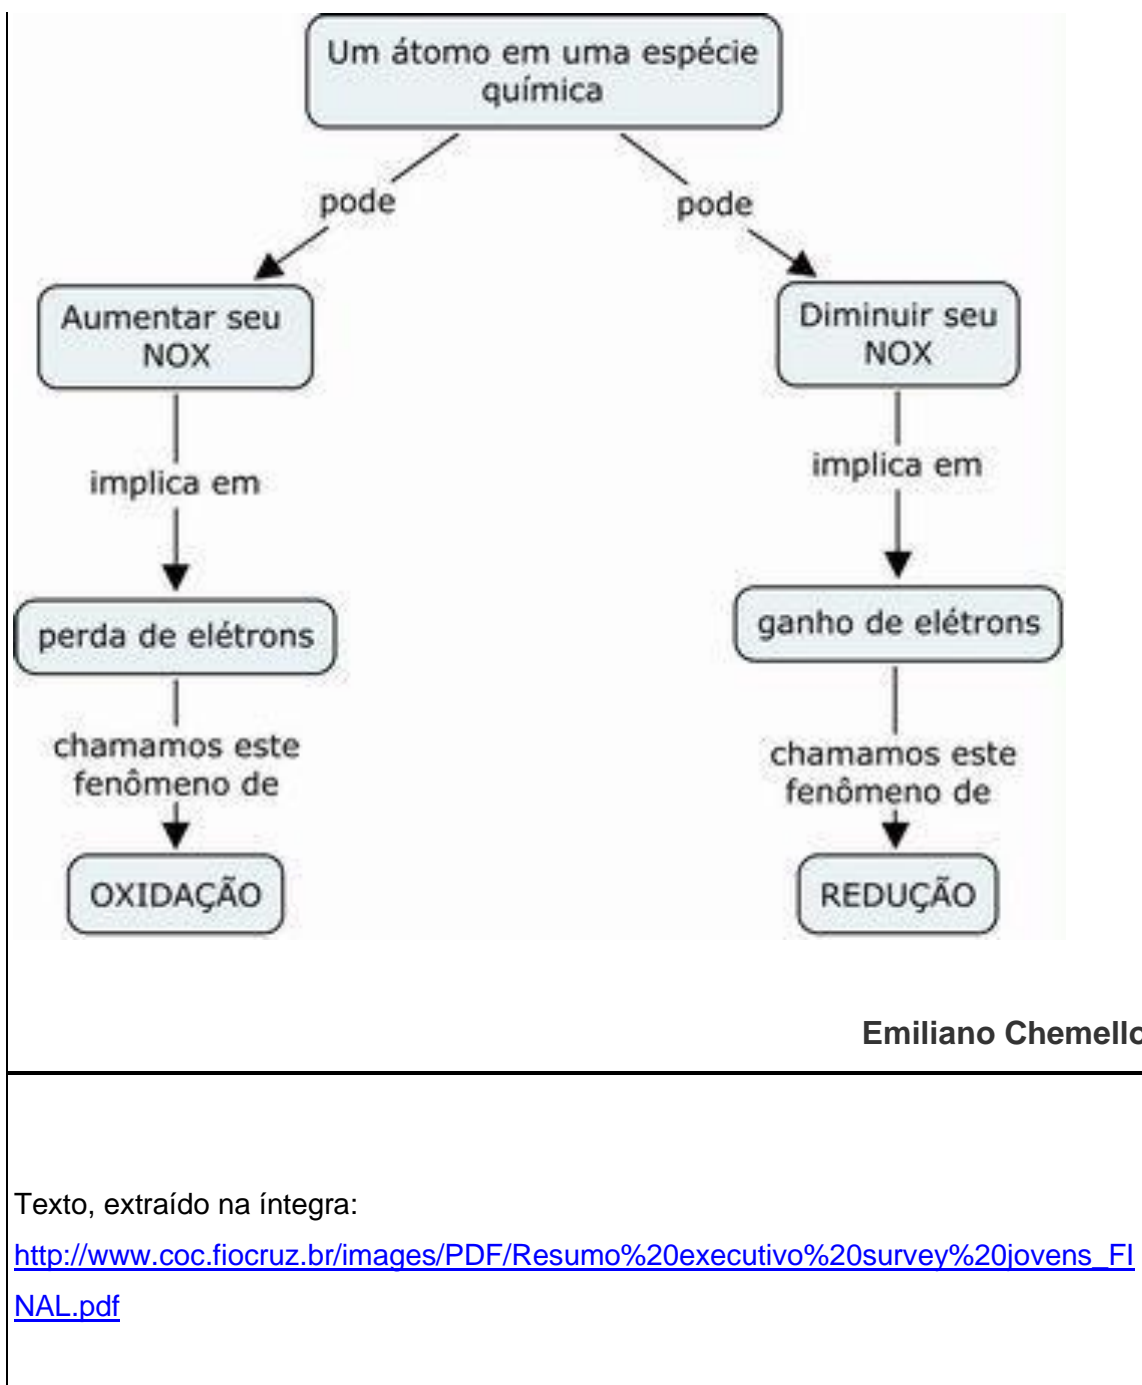 Um átomo em uma espécie
química
pode
pode
Aumentar seu
NOX
Diminuir seu
NOX
implica em
implica em
perda de elétrons
ganho de elétrons
chamamos este
fenômeno de
chamamos este
fenômeno de
OXIDAÇÃO
REDUÇÃO
Emiliano Chemello
Texto, extraído na íntegra:
http://www.coc.fiocruz.br/images/PDF/Resumo%20executivo%20survey%20jovens_FI
NAL.pdf